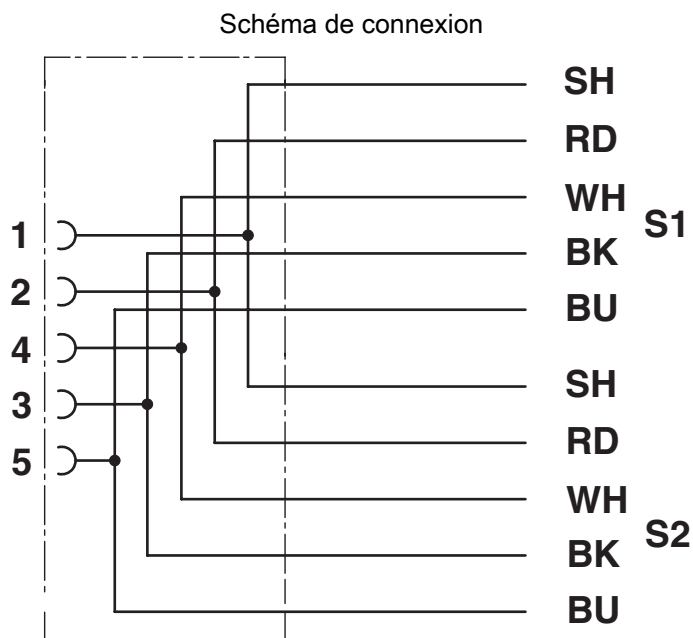 Schéma de connexion
SH
RD
WH
S1
BK
BU
SH
RD
WH
S2
BK
BU
1
2
4
3
5